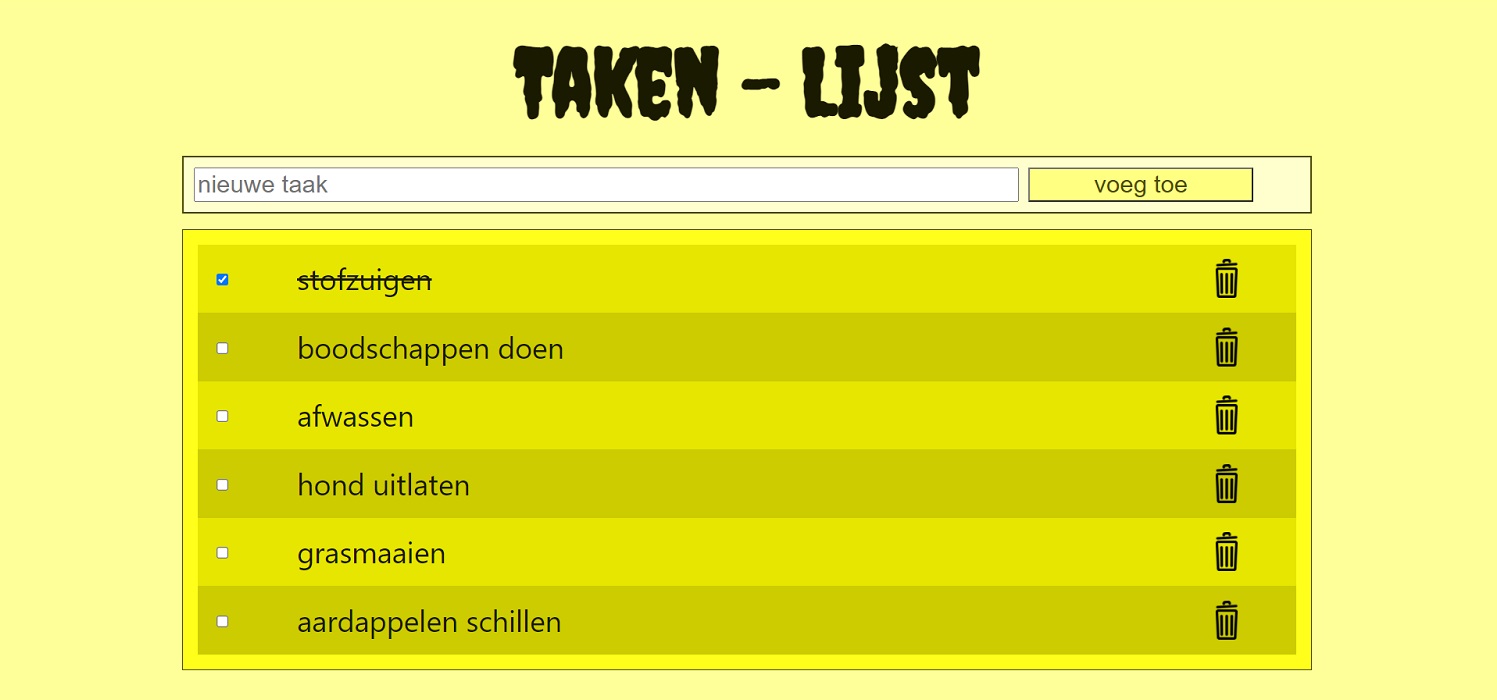 TAKEN - LIJST
nieuwe taak
voeg toe
stofzuigen
boodschappen doen
afwassen
hond uitlaten
grasmaaien
aardappelen schillen